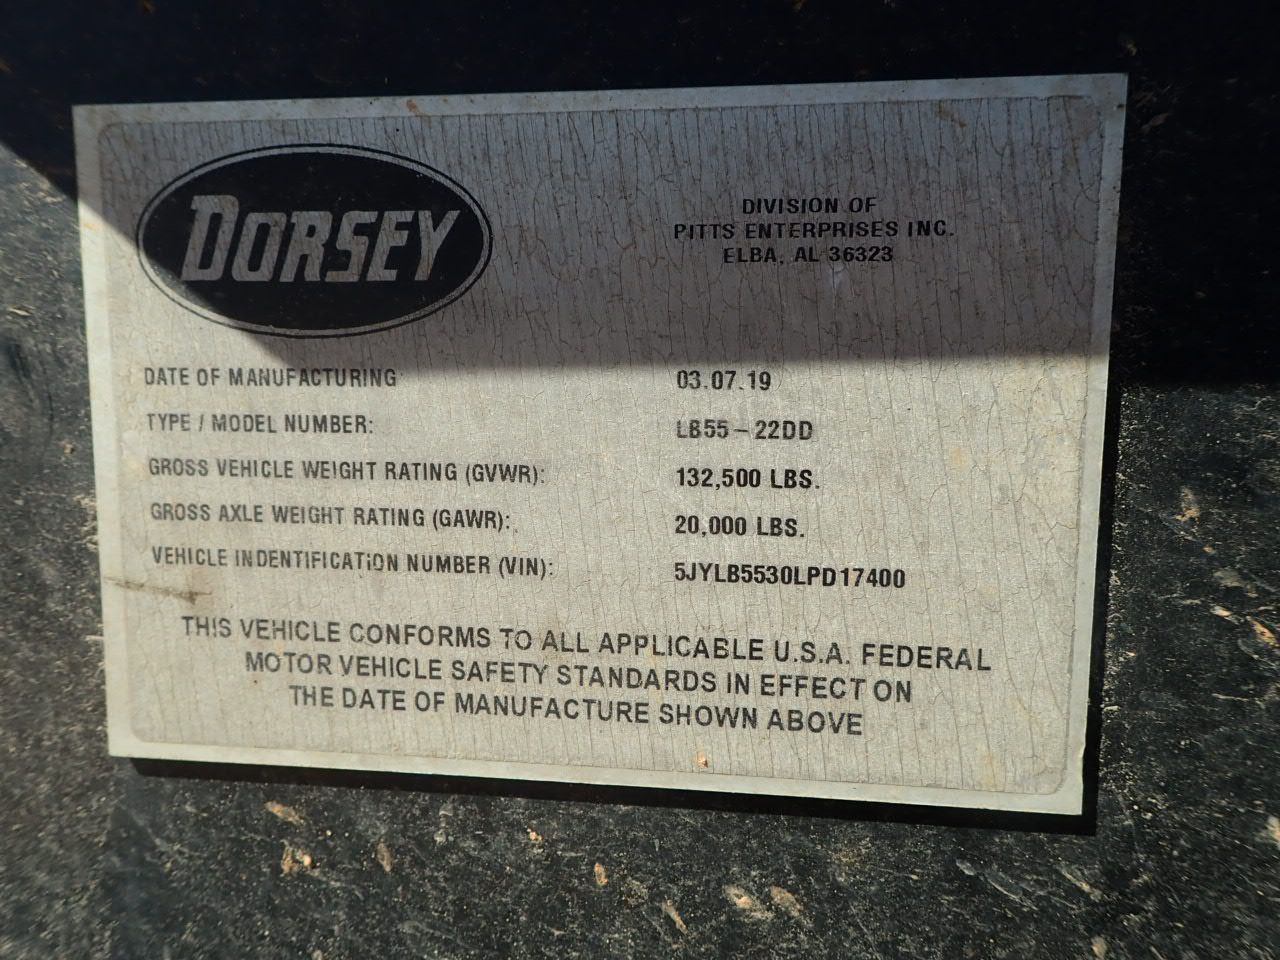 DORSEY
DIVISION OF
PITTS ENTERPRISES INC.
ELBA, AL 36323
DATE OF MANUFACTURING 03.07.19
TYPE / MODEL NUMBER: LB55-22DD
GROSS VEHICLE WEIGHT RATING (GVWR): 132,500 LBS.
GROSS AXLE WEIGHT RATING (GAWR): 20,000 LBS.
VEHICLE INDENTIFICATION NUMBER (VIN): 5JYLB5530LPD17400
THIS VEHICLE CONFORMS TO ALL APPLICABLE U.S.A. FEDERAL
MOTOR VEHICLE SAFETY STANDARDS IN EFFECT ON
THE DATE OF MANUFACTURE SHOWN ABOVE